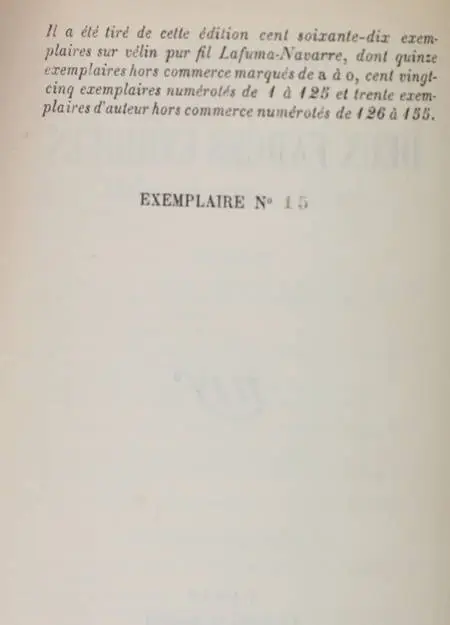 Il a été tiré de cette édition cent soixante-dix exem-
plaires sur vélin pur fil Lafuma-Navarre, dont quinze
exemplaires hors commerce marqués de a à o, cent vingt-
cinq exemplaires numérotés de 1 à 125 et trente exem-
plaires d'auteur hors commerce numérotés de 126 à 155.
EXEMPLAIRE N° 15